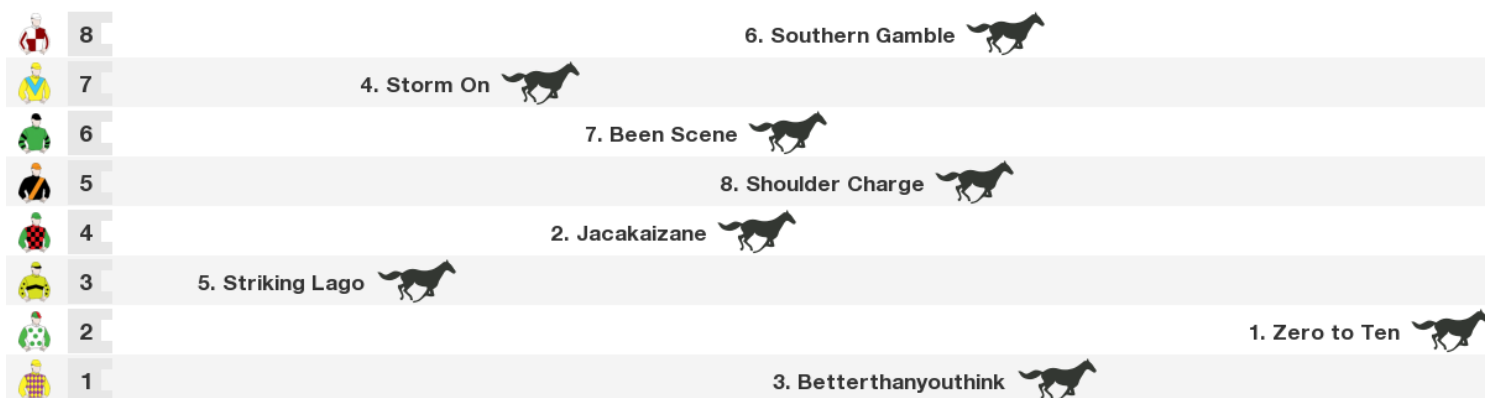 8 6. Southern Gamble
7 4. Storm On
6 7. Been Scene
5 8. Shoulder Charge
4 2. Jacakaizane
3 5. Striking Lago
2 1. Zero to Ten
1 3. Betterthanyouthink